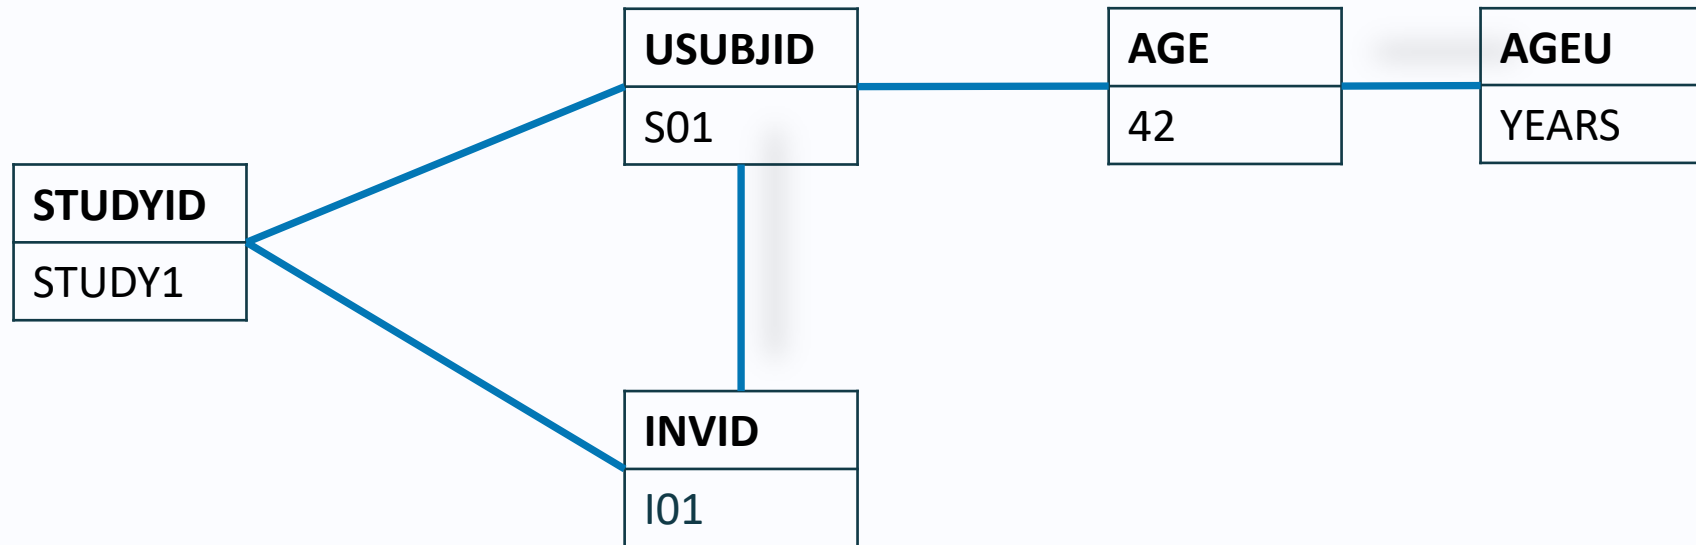 USUBJID
S01
AGE
42
AGEU
YEARS
STUDYID
STUDY1
INVID
I01